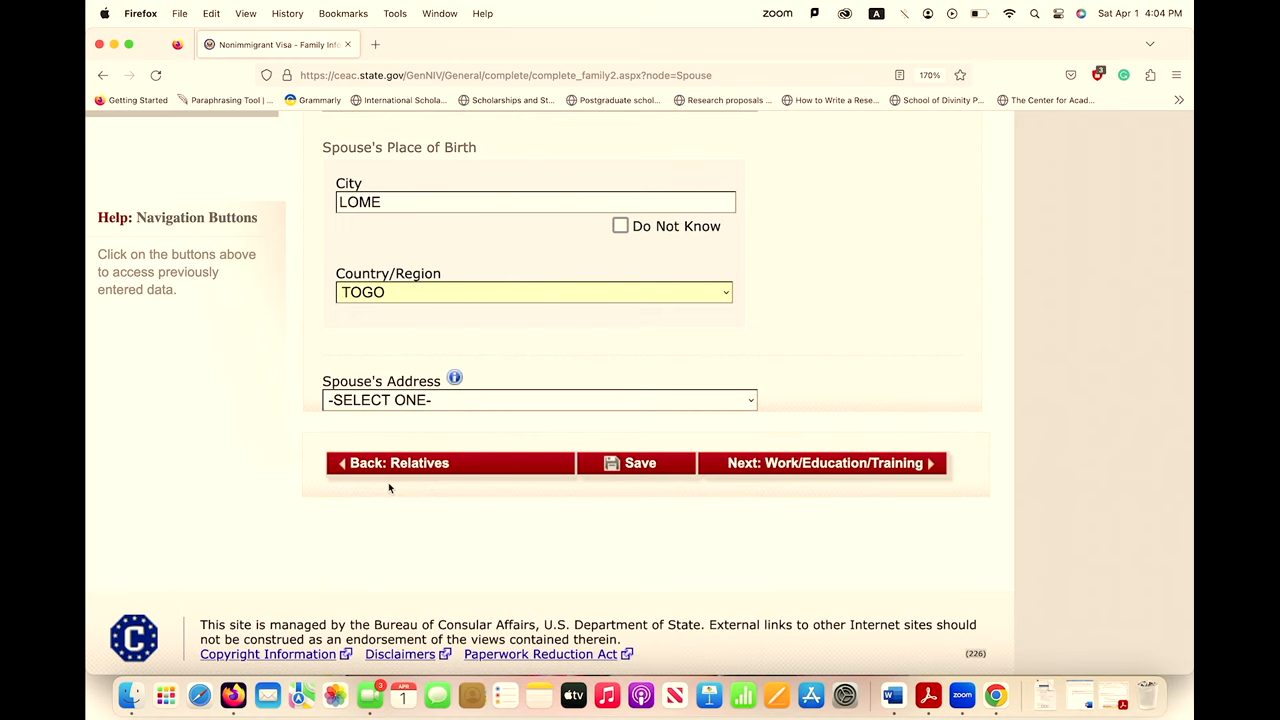 Firefox File Edit View History Bookmarks Tools Window Help zoom A Sat Apr 1 4:04 PM
Nonimmigrant Visa - Family Info
https://ceac.state.gov/GenNIV/General/complete/complete_family2.aspx?node=Spouse 170% 3
Getting Started Paraphrasing Tool | ... Grammarly International Schola... Scholarships and St... Postgraduate schol... Research proposals ... How to Write a Rese... School of Divinity P... The Center for Acad...
Spouse's Place of Birth
City
LOME
Do Not Know
Country/Region
TOGO
Help: Navigation Buttons
Click on the buttons above
to access previously
entered data.
Spouse's Address
-SELECT ONE-
Back: Relatives Save Next: Work/Education/Training
C
This site is managed by the Bureau of Consular Affairs, U.S. Department of State. External links to other Internet sites should
not be construed as an endorsement of the views contained therein.
Copyright Information Disclaimers Paperwork Reduction Act (226)
3 APR 1 tv W zoom